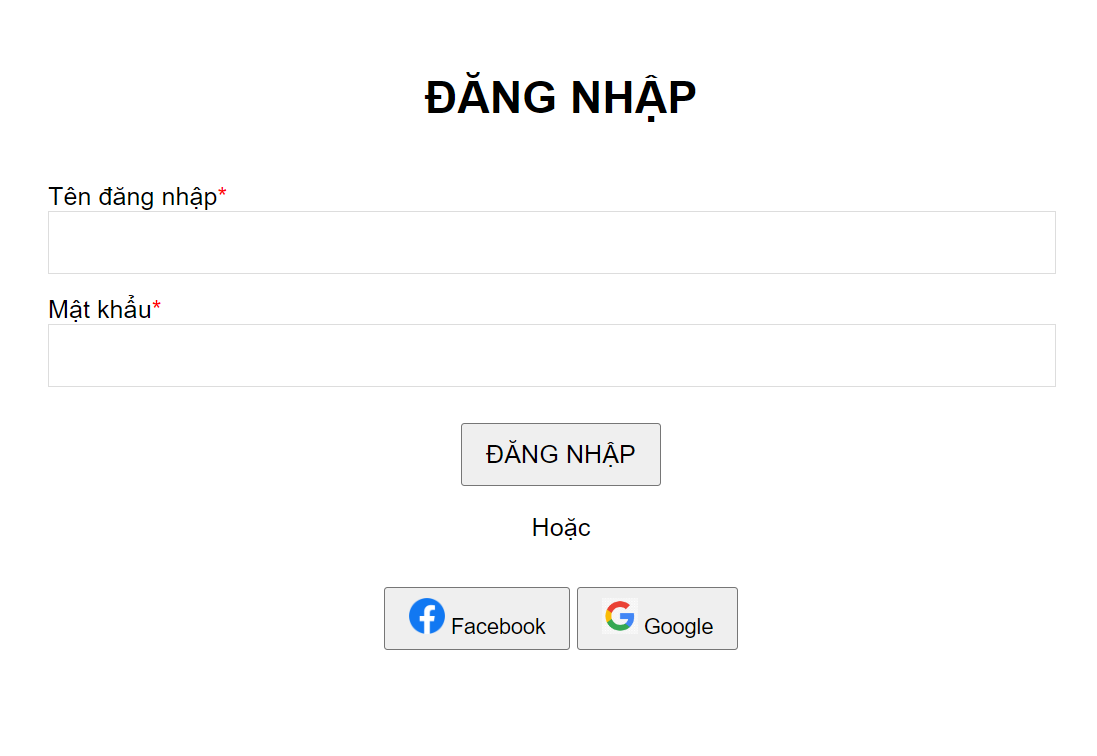 ĐĂNG NHẬP
Tên đăng nhập*
Mật khẩu*
ĐĂNG NHẬP
Hoặc
Facebook Google